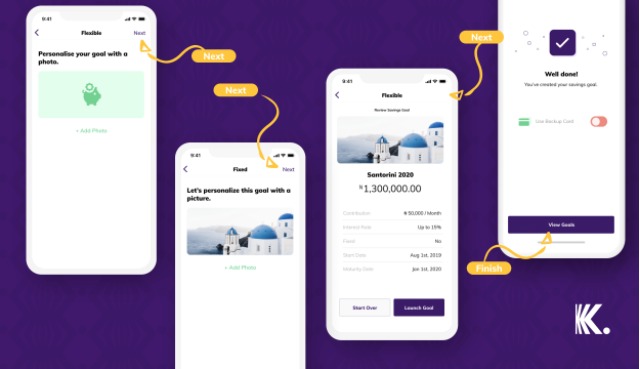 9:41
Flexible
Next
Personalise your goal with a
photo.
+ Add Photo
Next
Next
9:41
Fixed
Next
Let's personalize this goal with a
picture.
+ Add Photo
9:41
Flexible
Review Savings Goal
Santorini 2020
₦1,300,000.00
Contribution ₦ 50,000 / Month
Interest Rate Up to 15%
Fixed No
Start Date Aug 1st, 2019
Maturity Date Jan 1st, 2020
Start Over
Launch Goal
Next
Well done!
You've created your savings goal.
Use Backup Card
View Goals
Finish
K.